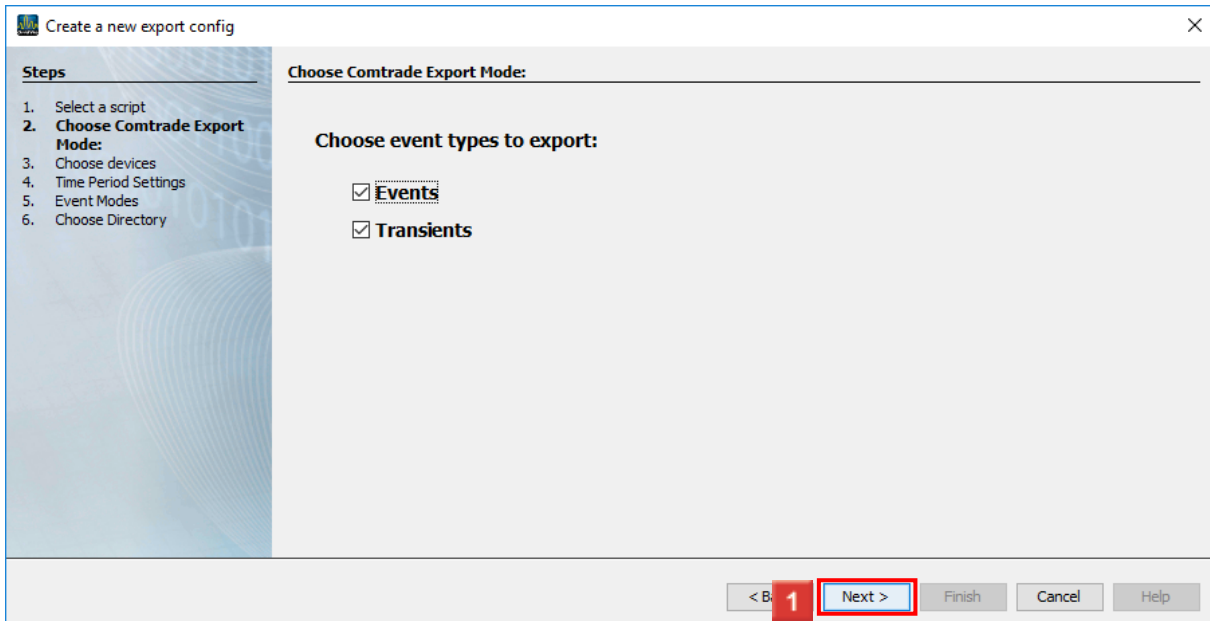 Create a new export config
Steps
1. Select a script
2. Choose Comtrade Export
Mode:
3. Choose devices
4. Time Period Settings
5. Event Modes
6. Choose Directory
Choose Comtrade Export Mode:
Choose event types to export:
Events
Transients
< B 1 Next > Finish Cancel Help